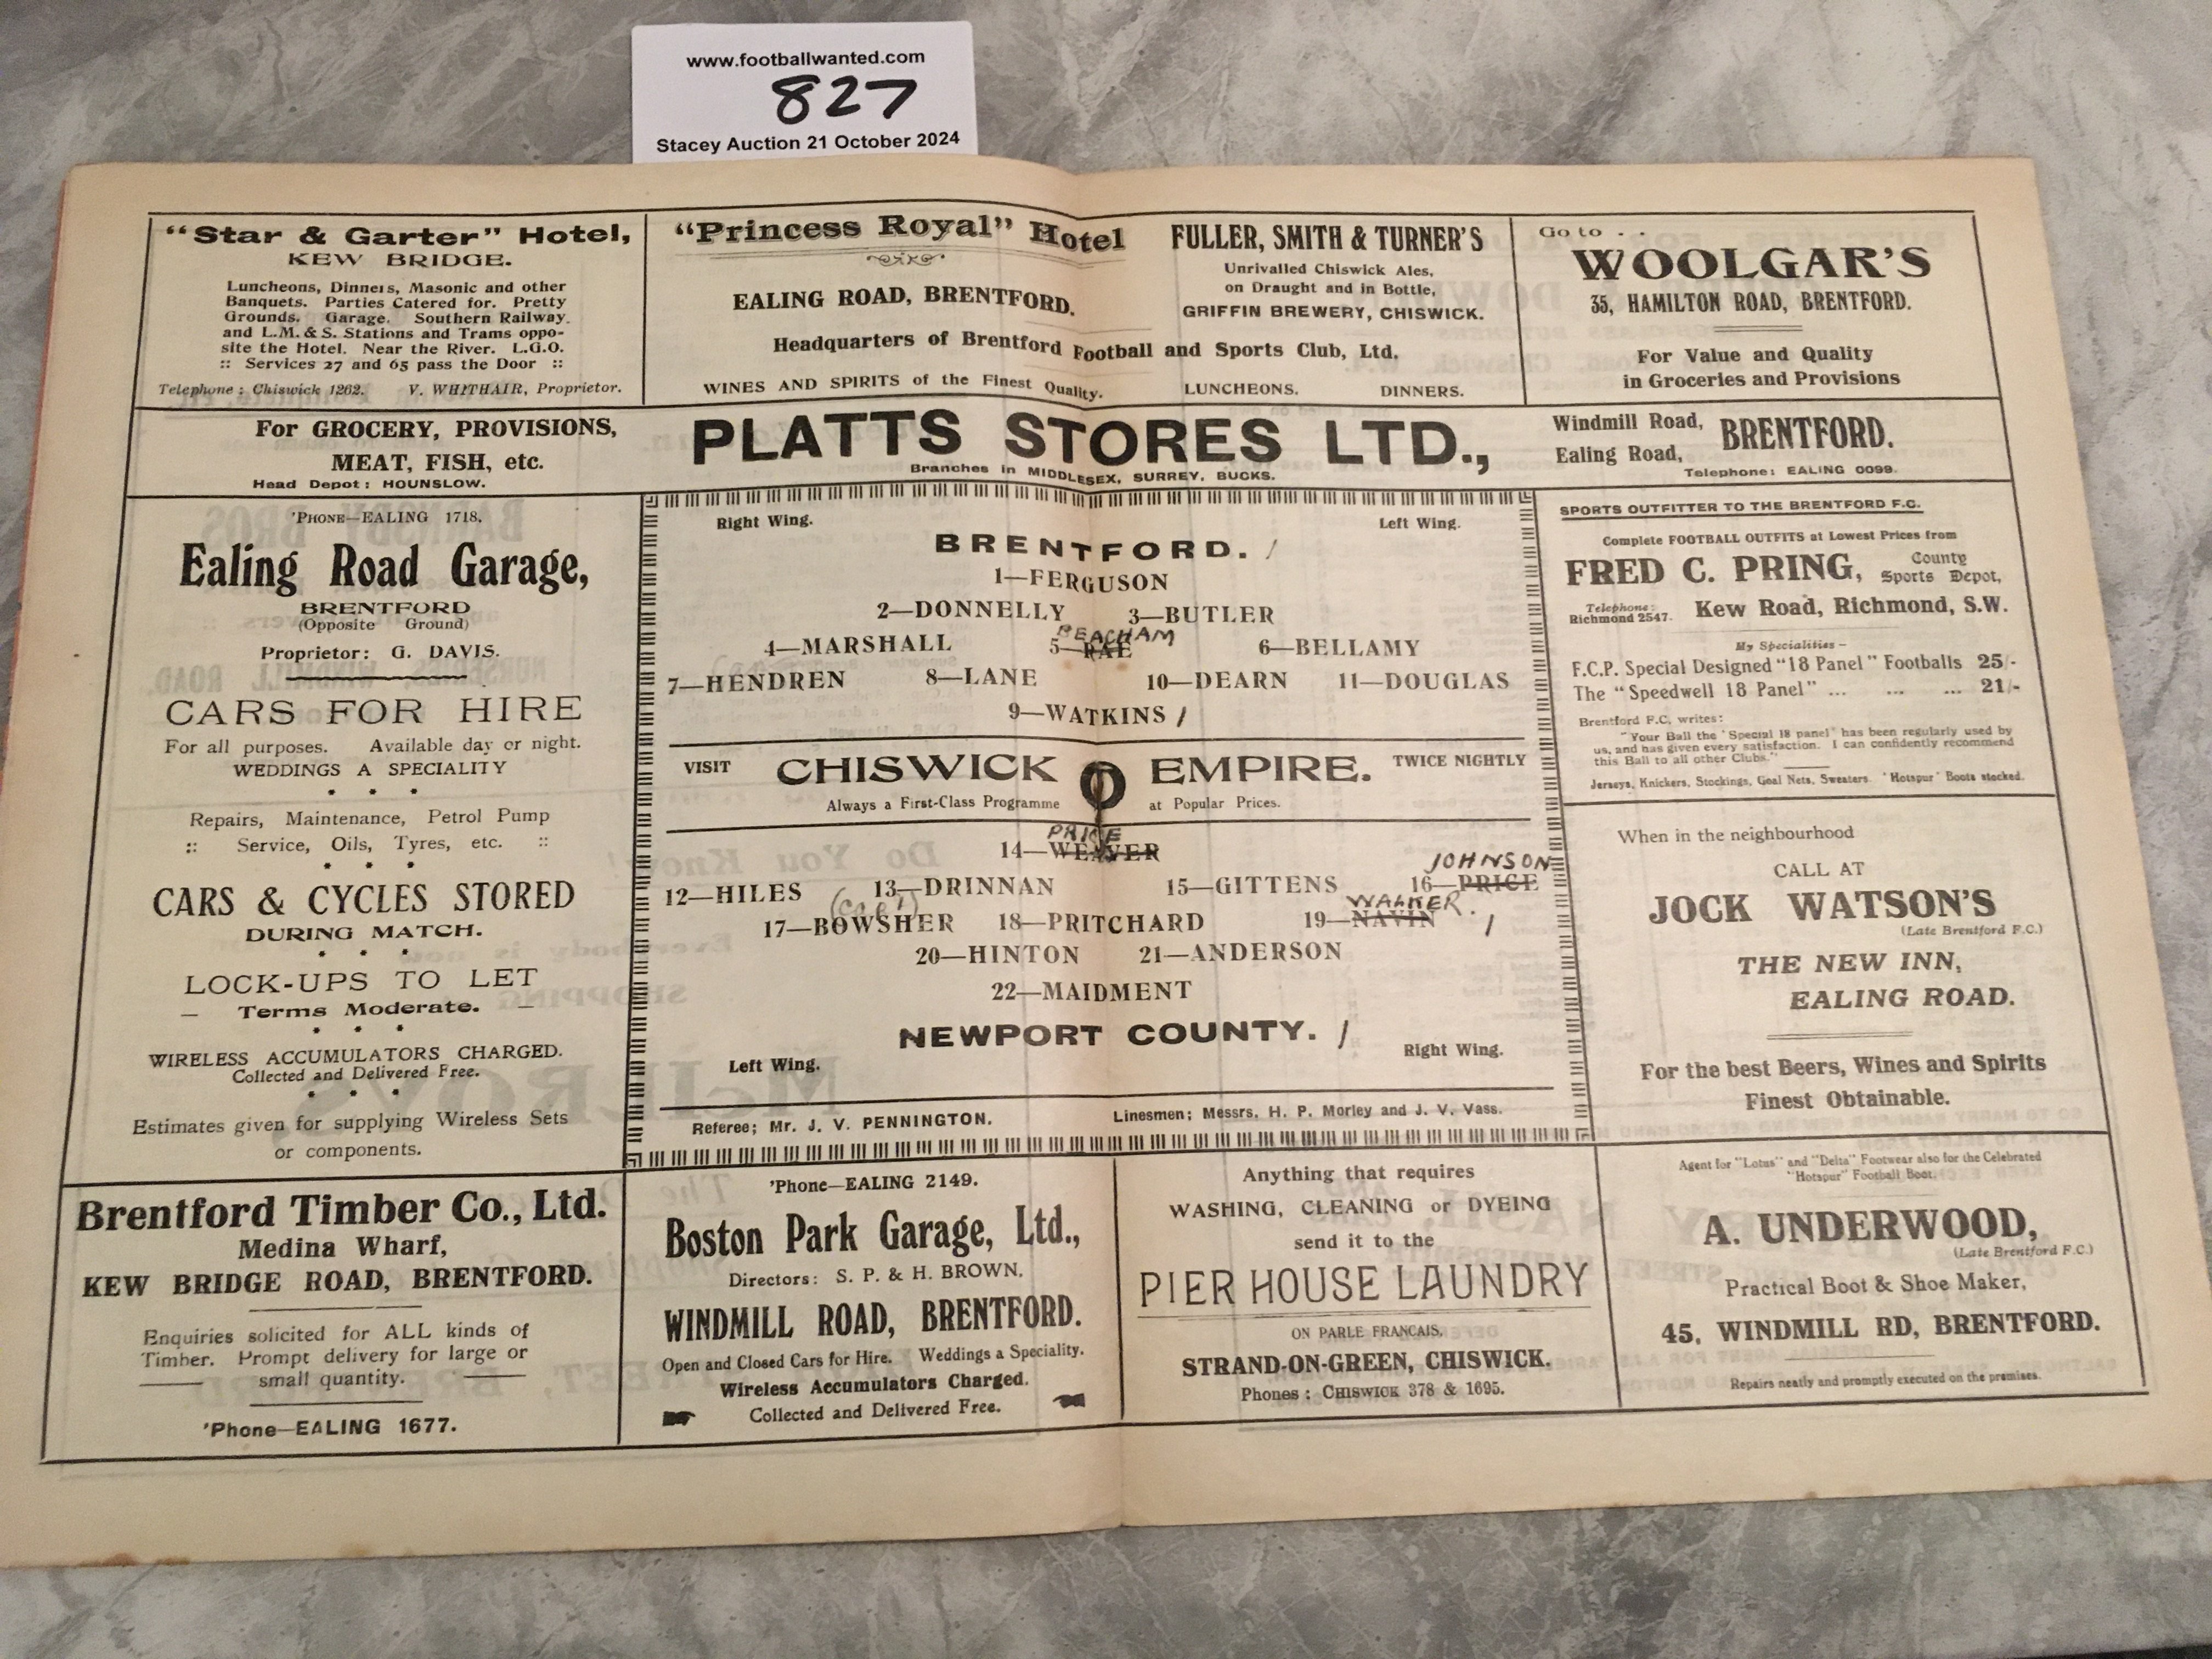 www.footballwanted.com
827
Stacey Auction 21 October 2024
"Star & Garter" Hotel,
KEW BRIDGE.
Luncheons, Dinners, Masonic and other
Banquets. Parties Catered for. Pretty
Grounds. Garage. Southern Railway
and L.M. & S. Stations and Trams oppo-
site the Hotel. Near the River. L.G.O.
:: Services 27 and 65 pass the Door ::
Telephone : Chiswick 1262. V. WHITHAIR, Proprietor.
"Princess Royal" Hotel
EALING ROAD, BRENTFORD.
FULLER, SMITH & TURNER'S
Unrivalled Chiswick Ales,
on Draught and in Bottle,
GRIFFIN BREWERY, CHISWICK.
Headquarters of Brentford Football and Sports Club, Ltd.
WINES AND SPIRITS of the Finest Quality. LUNCHEONS. DINNERS.
Go to . .
WOOLGAR'S
35, HAMILTON ROAD, BRENTFORD.
For Value and Quality
in Groceries and Provisions
For GROCERY, PROVISIONS,
MEAT, FISH, etc.
Head Depot : HOUNSLOW.
PLATTS STORES LTD.,
Branches in MIDDLESEX, SURREY, BUCKS.
Windmill Road,
Ealing Road,
BRENTFORD.
Telephone: EALING 0099.
'PHONE—EALING 1718.
Ealing Road Garage,
BRENTFORD
(Opposite Ground)
Proprietor: G. DAVIS.
CARS FOR HIRE
For all purposes. Available day or night.
WEDDINGS A SPECIALITY
Repairs, Maintenance, Petrol Pump
:: Service, Oils, Tyres, etc. ::
CARS & CYCLES STORED
DURING MATCH.
LOCK-UPS TO LET
— Terms Moderate. —
WIRELESS ACCUMULATORS CHARGED.
Collected and Delivered Free.
Estimates given for supplying Wireless Sets
or components.
Right Wing. Left Wing.
BRENTFORD. /
1—FERGUSON
2—DONNELLY 3—BUTLER
BEACHAM
4—MARSHALL 5—RAE 6—BELLAMY
7—HENDREN 8—LANE 10—DEARN 11—DOUGLAS
9—WATKINS /
VISIT CHISWICK EMPIRE. TWICE NIGHTLY
Always a First-Class Programme at Popular Prices.
PRICE
14—WEAVER
JOHNSON
12—HILES 13—DRINNAN 15—GITTENS 16—PRICE
WALKER.
17—BOWSHER 18—PRITCHARD 19—NAVIN /
20—HINTON 21—ANDERSON
22—MAIDMENT
NEWPORT COUNTY. /
Left Wing. Right Wing.
Referee; Mr. J. V. PENNINGTON. Linesmen; Messrs. H. P. Morley and J. V. Vass.
SPORTS OUTFITTER TO THE BRENTFORD F.C.
Complete FOOTBALL OUTFITS at Lowest Prices from
FRED C. PRING, County Sports Depot,
Telephone: Richmond 2547. Kew Road, Richmond, S.W.
My Specialities —
F.C.P. Special Designed "18 Panel" Footballs 25/-
The "Speedwell 18 Panel" ... ... ... 21/-
Brentford F.C. writes:
"Your Ball the 'Special 18 panel' has been regularly used by
us, and has given every satisfaction. I can confidently recommend
this Ball to all other Clubs."
Jerseys, Knickers, Stockings, Goal Nets, Sweaters. 'Hotspur' Boots stocked.
When in the neighbourhood
CALL AT
JOCK WATSON'S
(Late Brentford F.C.)
THE NEW INN,
EALING ROAD.
For the best Beers, Wines and Spirits
Finest Obtainable.
Brentford Timber Co., Ltd.
Medina Wharf,
KEW BRIDGE ROAD, BRENTFORD.
Enquiries solicited for ALL kinds of
Timber. Prompt delivery for large or
small quantity.
'Phone—EALING 1677.
'Phone—EALING 2149.
Boston Park Garage, Ltd.,
Directors: S. P. & H. BROWN.
WINDMILL ROAD, BRENTFORD.
Open and Closed Cars for Hire. Weddings a Speciality.
Wireless Accumulators Charged.
Collected and Delivered Free.
Anything that requires
WASHING, CLEANING or DYEING
send it to the
PIER HOUSE LAUNDRY
ON PARLE FRANCAIS.
STRAND-ON-GREEN, CHISWICK.
Phones : CHISWICK 378 & 1695.
Agent for "Lotus" and "Delta" Footwear also for the Celebrated
"Hotspur" Football Boot.
A. UNDERWOOD,
(Late Brentford F.C.)
Practical Boot & Shoe Maker,
45, WINDMILL RD, BRENTFORD.
Repairs neatly and promptly executed on the premises.